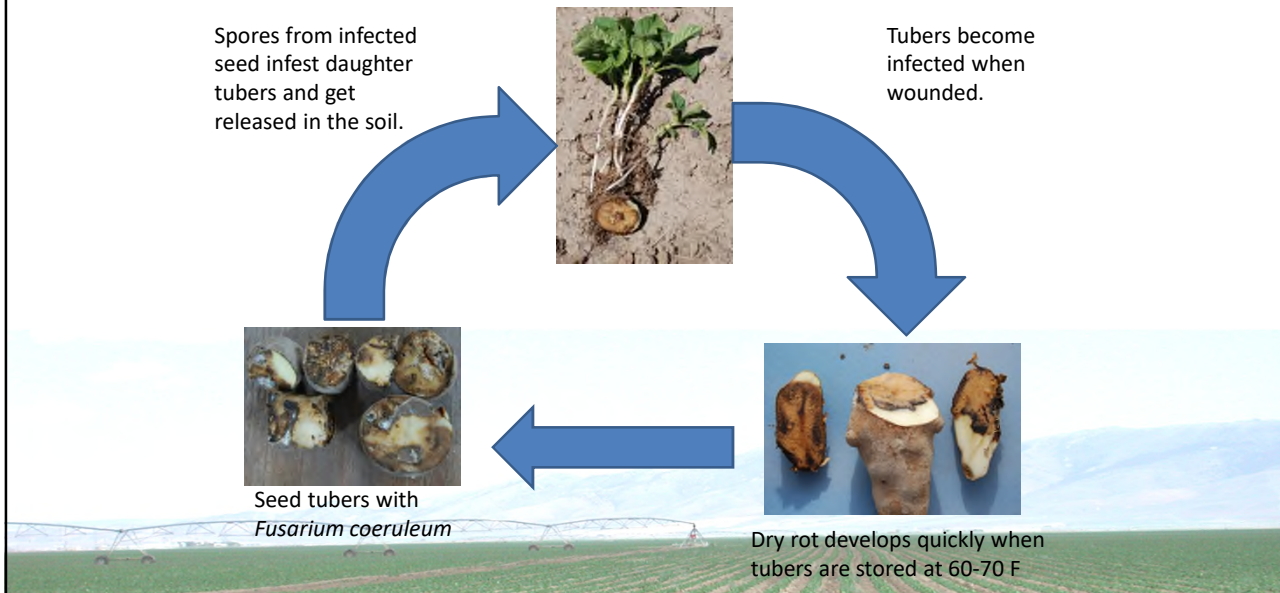 Spores from infected
seed infest daughter
tubers and get
released in the soil.
Tubers become
infected when
wounded.
Seed tubers with
Fusarium coeruleum
Dry rot develops quickly when
tubers are stored at 60-70 F